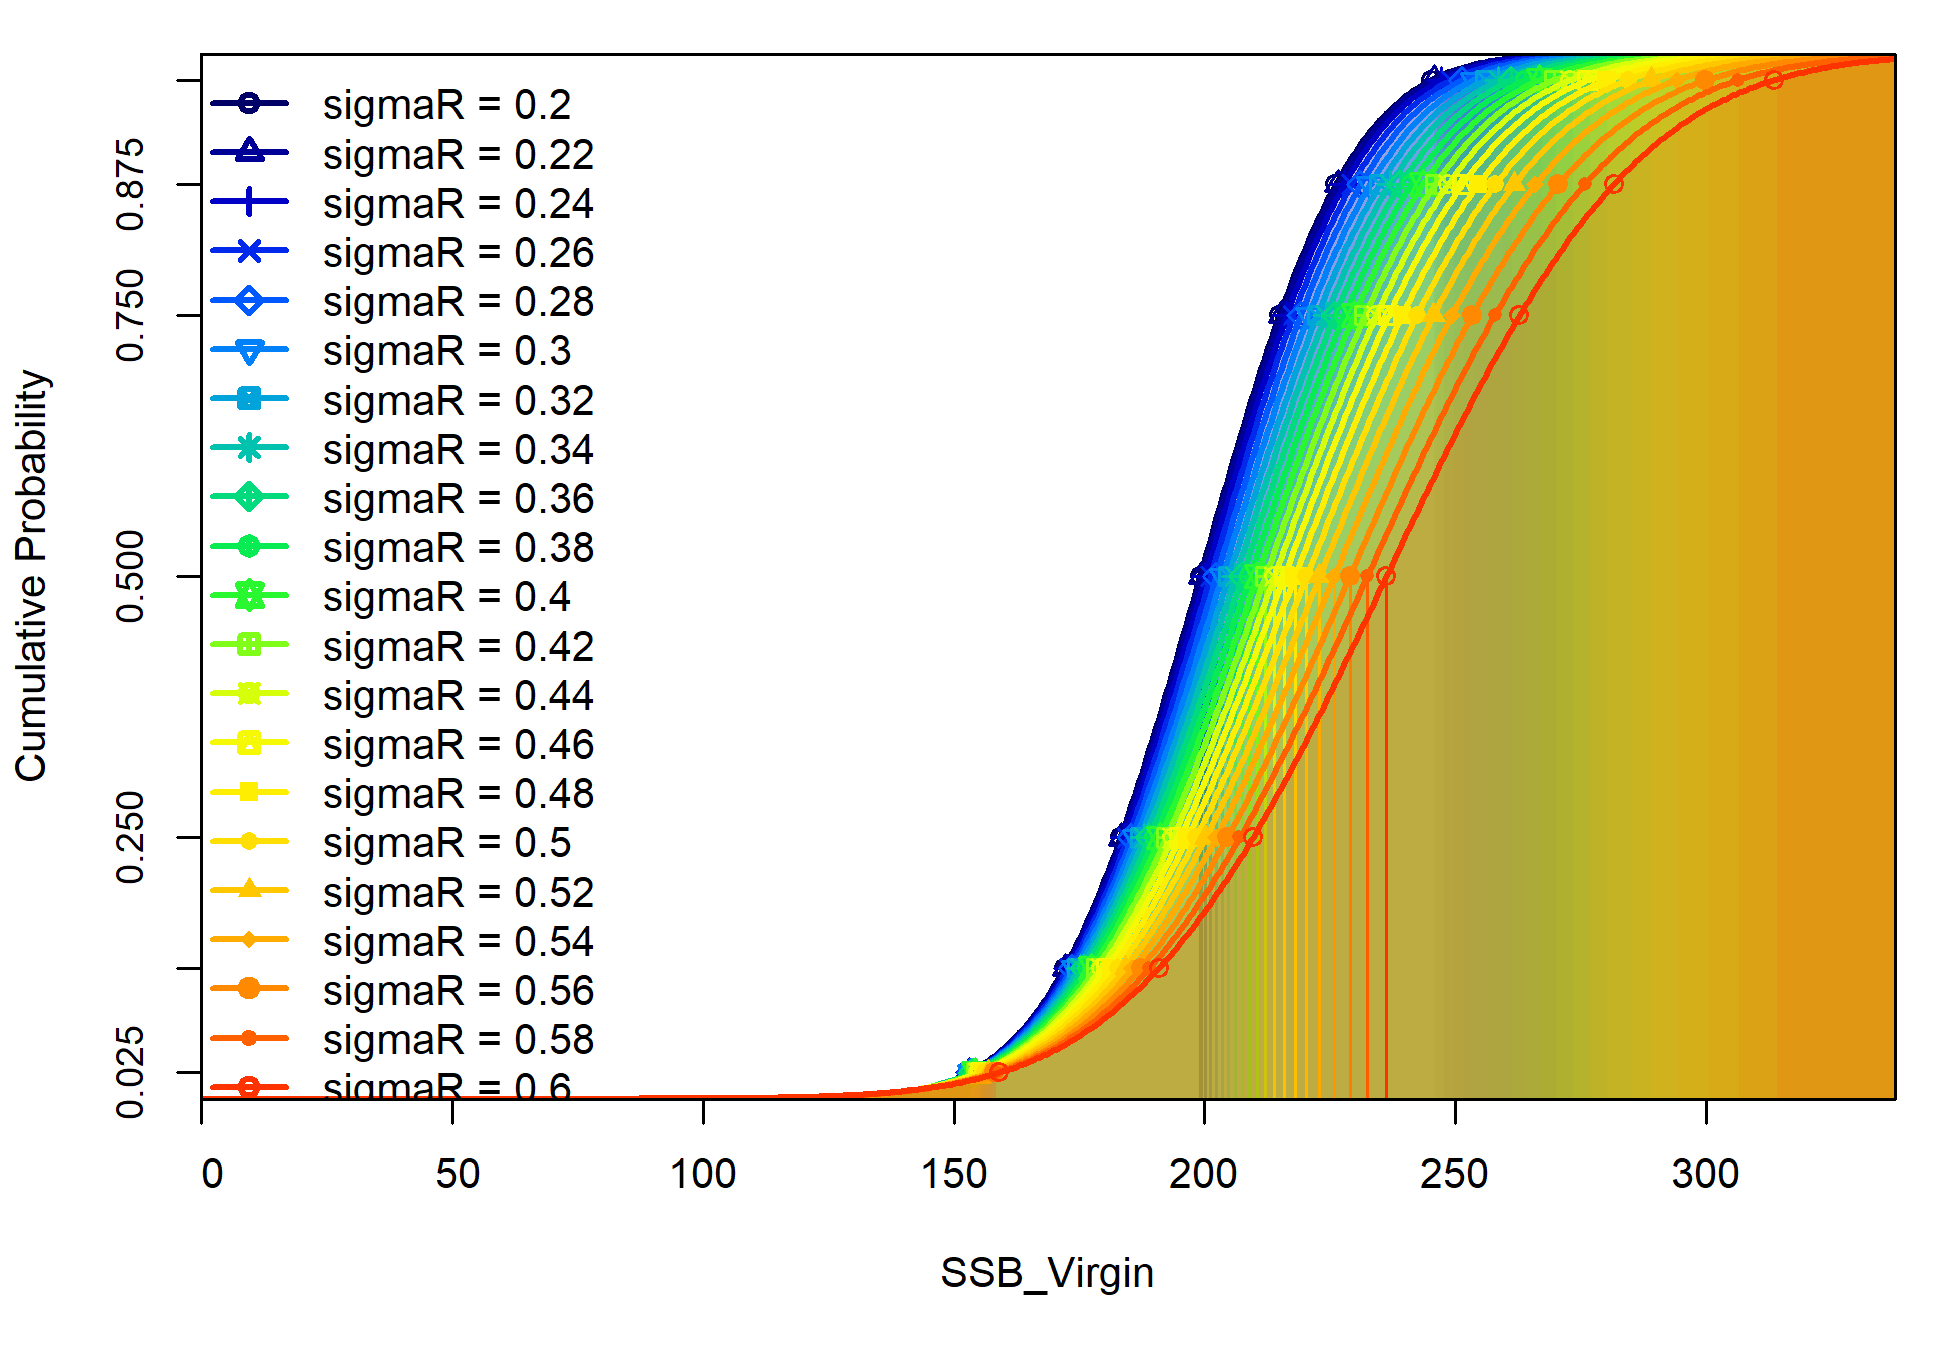 sigmaR = 0.2
sigmaR = 0.22
sigmaR = 0.24
sigmaR = 0.26
sigmaR = 0.28
sigmaR = 0.3
sigmaR = 0.32
sigmaR = 0.34
sigmaR = 0.36
sigmaR = 0.38
sigmaR = 0.4
sigmaR = 0.42
sigmaR = 0.44
sigmaR = 0.46
sigmaR = 0.48
sigmaR = 0.5
sigmaR = 0.52
sigmaR = 0.54
sigmaR = 0.56
sigmaR = 0.58
sigmaR = 0.6
Cumulative Probability
0.875
0.750
0.500
0.250
0.025
0 50 100 150 200 250 300
SSB_Virgin